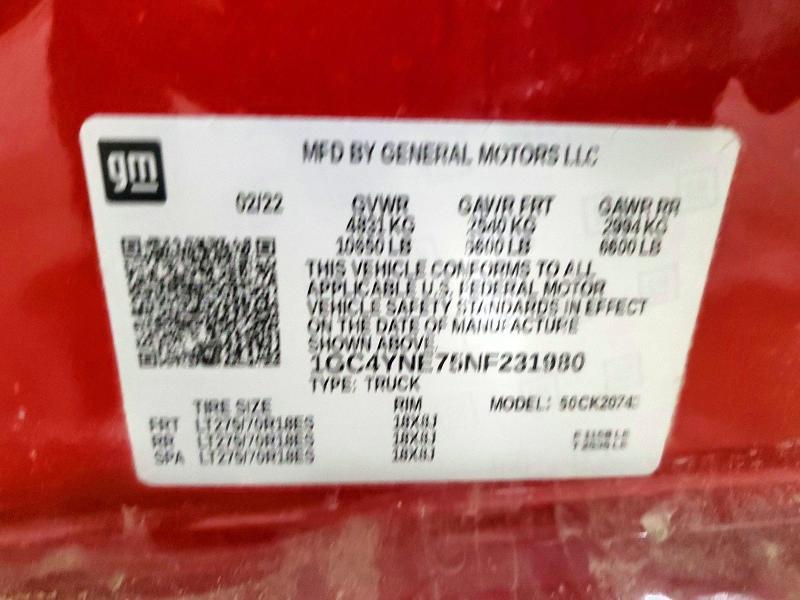 gm
MFD BY GENERAL MOTORS LLC
02/22 GVWR GAWR FRT GAWR RR
4831 KG 2540 KG 2994 KG
10650 LB 5600 LB 6600 LB
THIS VEHICLE CONFORMS TO ALL
APPLICABLE U.S. FEDERAL MOTOR
VEHICLE SAFETY STANDARDS IN EFFECT
ON THE DATE OF MANUFACTURE
SHOWN ABOVE.
1GC4YNE75NF231980
TYPE: TRUCK
TIRE SIZE RIM MODEL:
FRT LT275/70R18ES 18X8J
RR LT275/70R18ES 18X8J
SPA LT275/70R18ES 18X8J